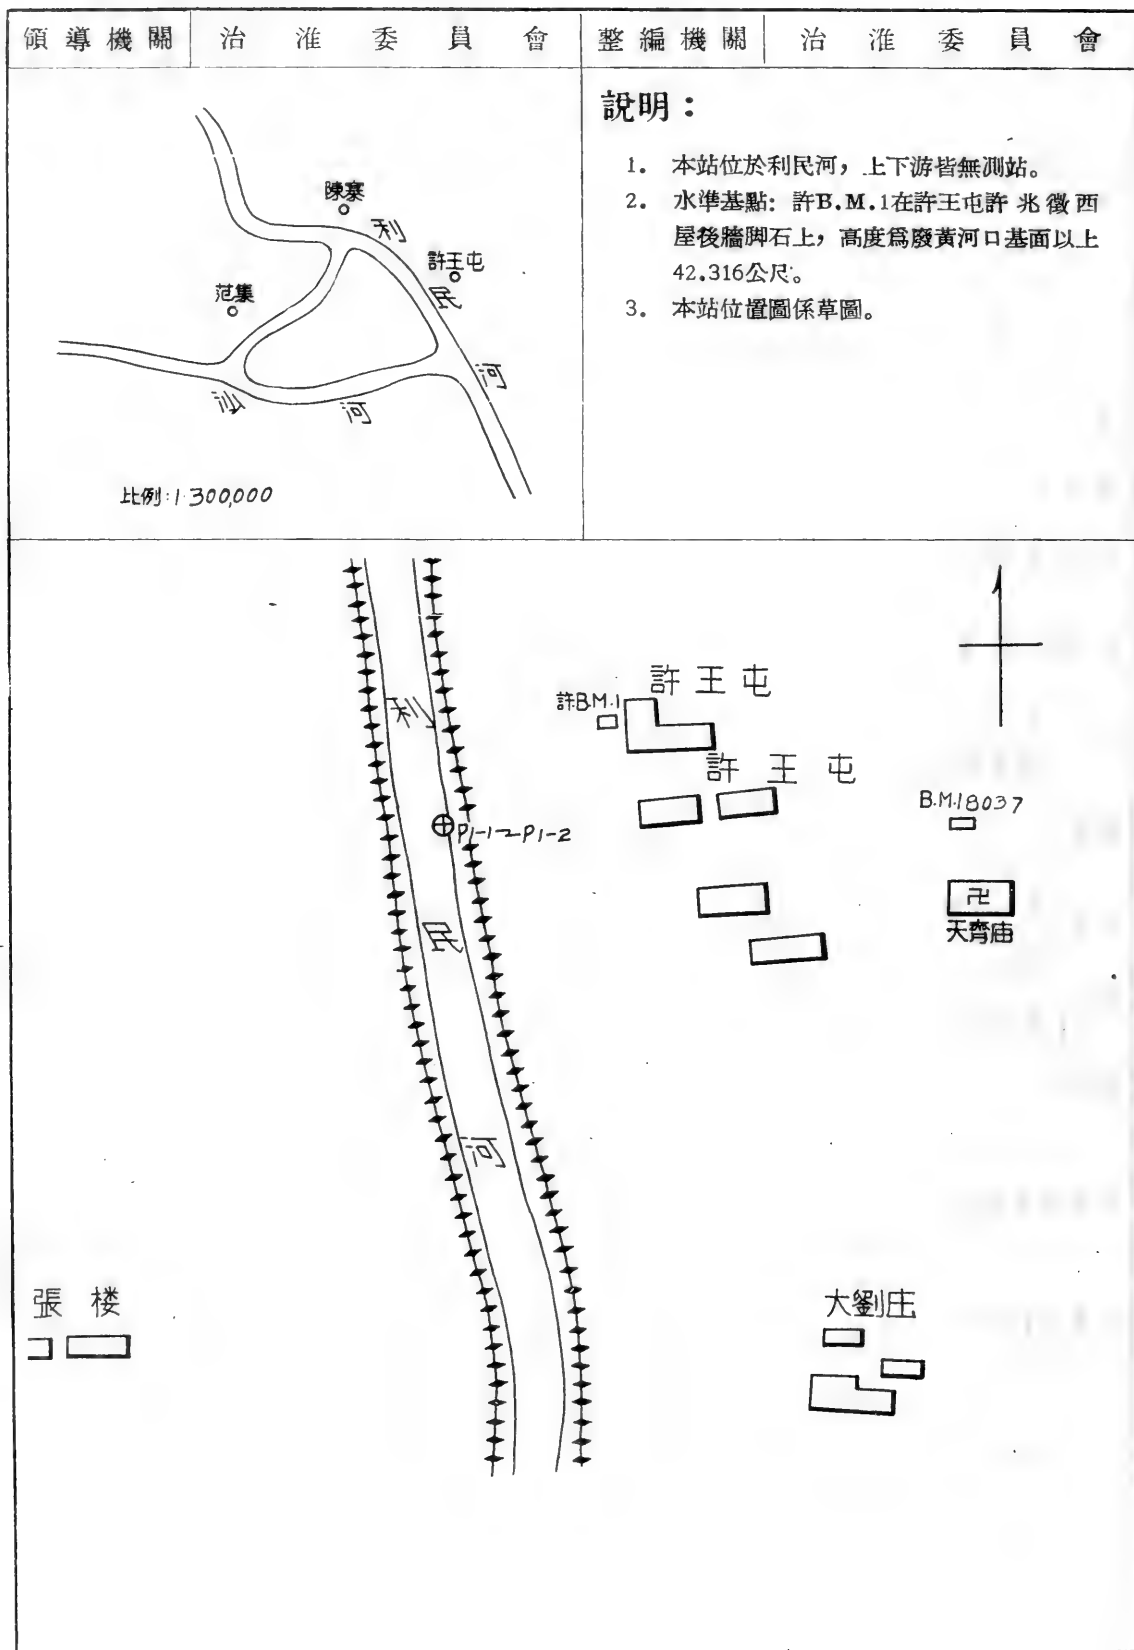 領導機關 治淮委員會 整編機關 治淮委員會
陳寨
利民河
許王屯
范集
沙河
比例:1:300,000
說明:
1. 本站位於利民河,上下游皆無測站。
2. 水準基點: 許B.M.1在許王屯許兆徵西
屋後牆脚石上,高度爲廢黃河口基面以上
42.316公尺。
3. 本站位置圖係草圖。
利民河
許王屯
許B.M.1
許王屯
B.M.18037
P1-1~P1-2
卍
天齊庙
張楼
大劉庄